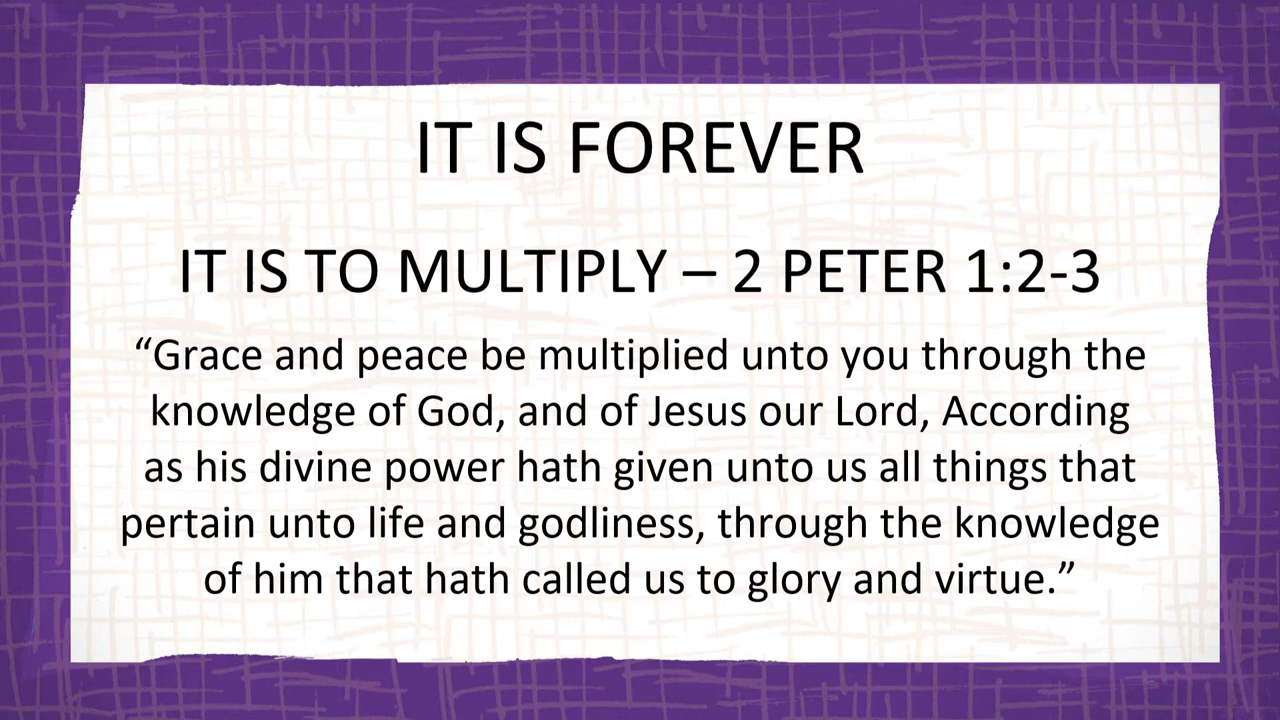 IT IS FOREVER
IT IS TO MULTIPLY – 2 PETER 1:2-3
“Grace and peace be multiplied unto you through the
knowledge of God, and of Jesus our Lord, According
as his divine power hath given unto us all things that
pertain unto life and godliness, through the knowledge
of him that hath called us to glory and virtue.”